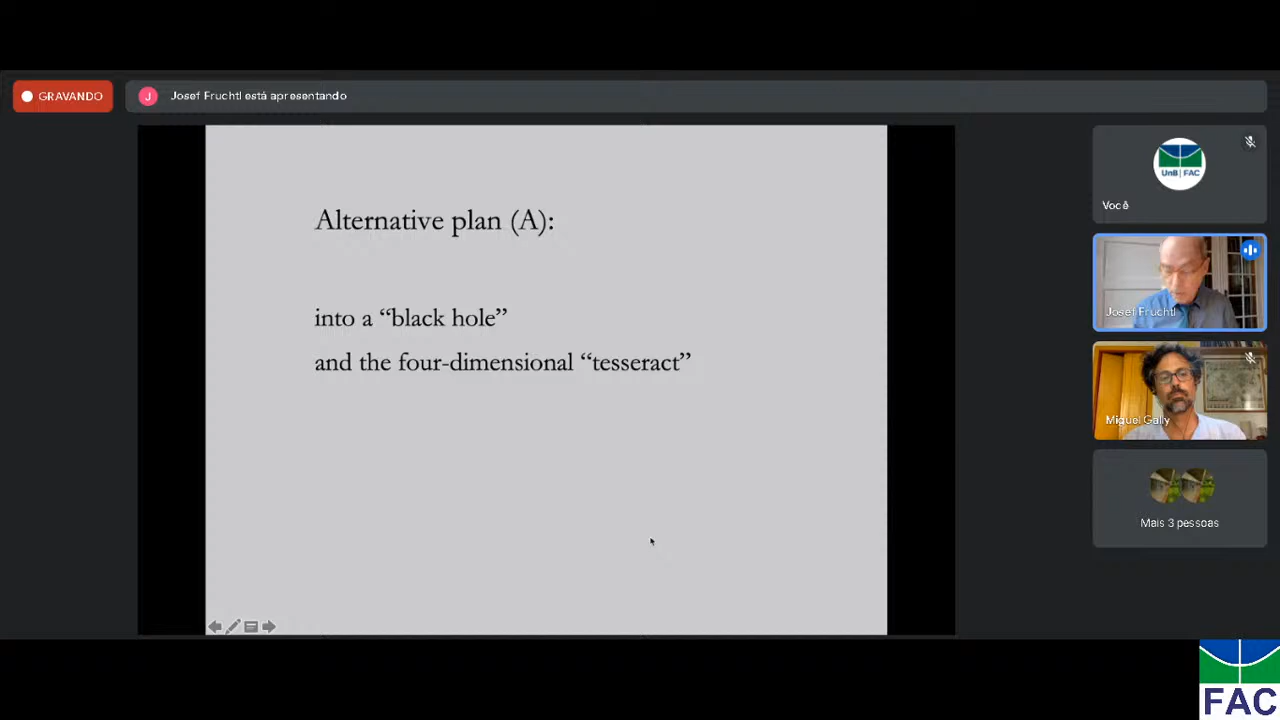 GRAVANDO
J Josef Fruchtl está apresentando
Alternative plan (A):
into a “black hole”
and the four-dimensional “tesseract”
UnB | FAC
Você
Josef Fruchtl
Miguel Gally
Mais 3 pessoas
FAC